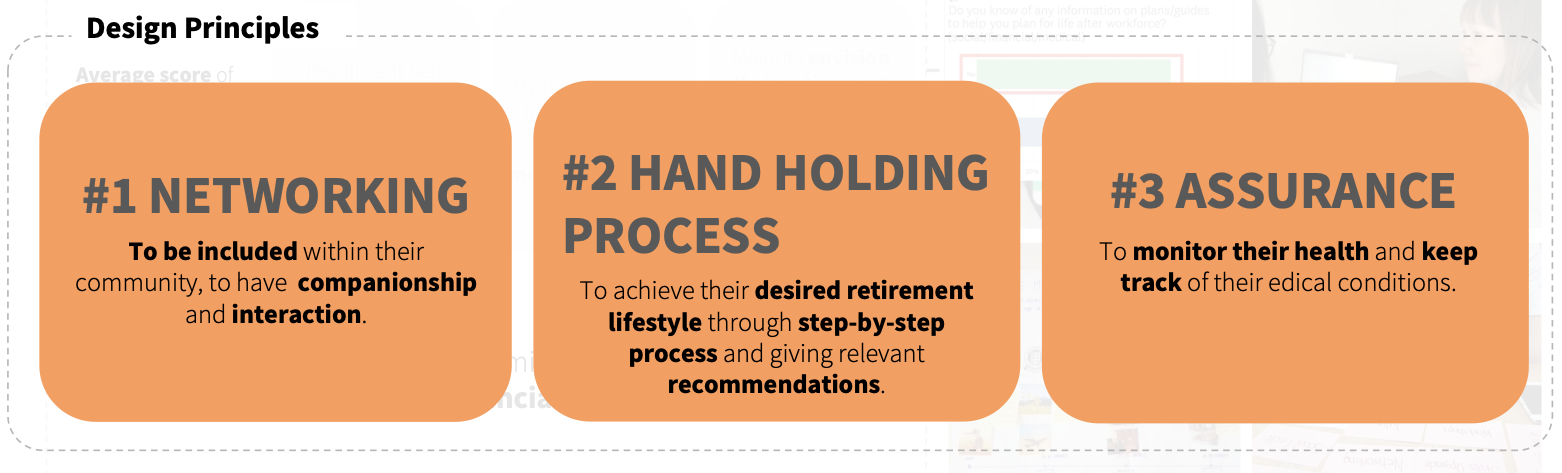 Design Principles
Do you know of any information on plans/guides
to help you plan for life after workforce?
Average score of
#1 NETWORKING
To be included within their
community, to have companionship
and interaction.
#2 HAND HOLDING
PROCESS
To achieve their desired retirement
lifestyle through step-by-step
process and giving relevant
recommendations.
#3 ASSURANCE
To monitor their health and keep
track of their edical conditions.